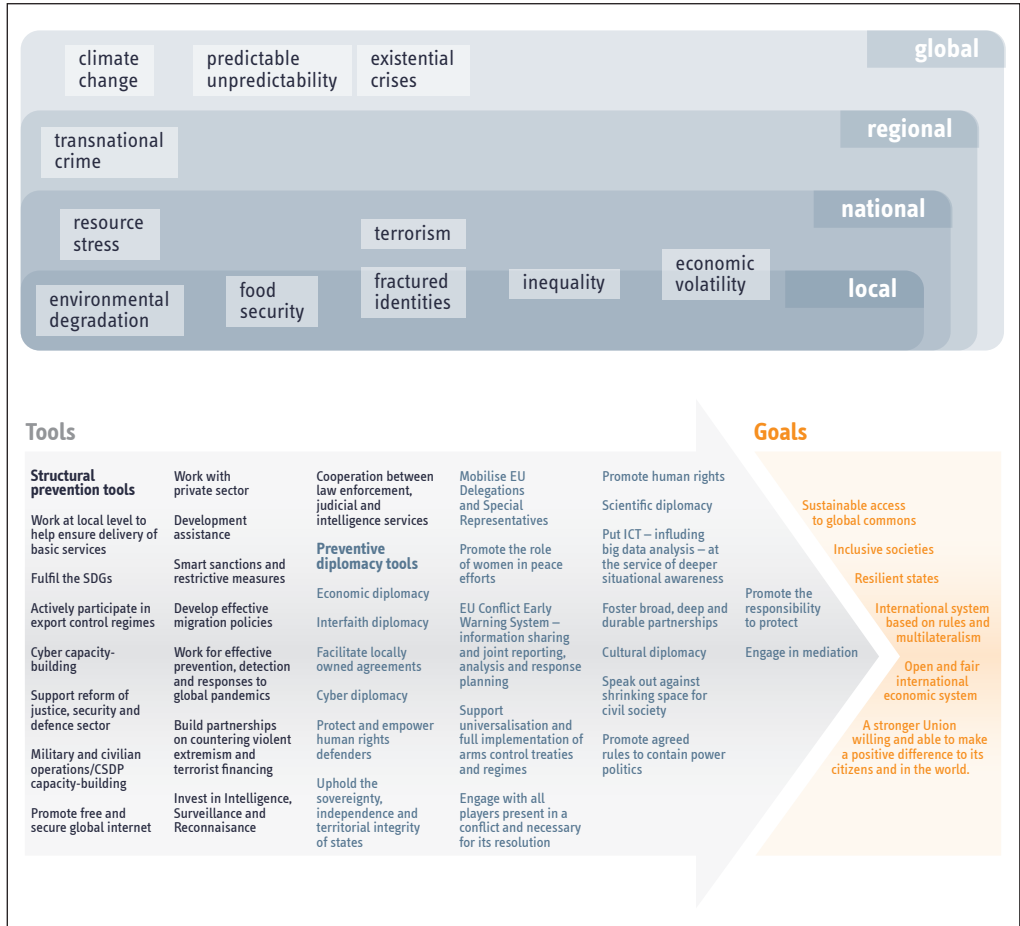 global
climate
change
predictable
unpredictability
existential
crises
regional
transnational
crime
national
resource
stress
terrorism
local
environmental
degradation
food
security
fractured
identities
inequality
economic
volatility
Tools
Structural
prevention tools
Work at local level to
help ensure delivery of
basic services
Fulfil the SDGs
Actively participate in
export control regimes
Cyber capacity-
building
Support reform of
justice, security and
defence sector
Military and civilian
operations/CSDP
capacity-building
Promote free and
secure global internet
Work with
private sector
Development
assistance
Smart sanctions and
restrictive measures
Develop effective
migration policies
Work for effective
prevention, detection
and responses to
global pandemics
Build partnerships
on countering violent
extremism and
terrorist financing
Invest in Intelligence,
Surveillance and
Reconnaisance
Cooperation between
law enforcement,
judicial and
intelligence services
Preventive
diplomacy tools
Economic diplomacy
Interfaith diplomacy
Facilitate locally
owned agreements
Cyber diplomacy
Protect and empower
human rights
defenders
Uphold the
sovereignty,
independence and
territorial integrity
of states
Mobilise EU
Delegations
and Special
Representatives
Promote the role
of women in peace
efforts
EU Conflict Early
Warning System –
information sharing
and joint reporting,
analysis and response
planning
Support
universalisation and
full implementation of
arms control treaties
and regimes
Engage with all
players present in a
conflict and necessary
for its resolution
Promote human rights
Scientific diplomacy
Put ICT – influding
big data analysis – at
the service of deeper
situational awareness
Foster broad, deep and
durable partnerships
Cultural diplomacy
Speak out against
shrinking space for
civil society
Promote agreed
rules to contain power
politics
Promote the
responsibility
to protect
Engage in mediation
Goals
Sustainable access
to global commons
Inclusive societies
Resilient states
International system
based on rules and
multilateralism
Open and fair
international
economic system
A stronger Union
willing and able to make
a positive difference to its
citizens and in the world.